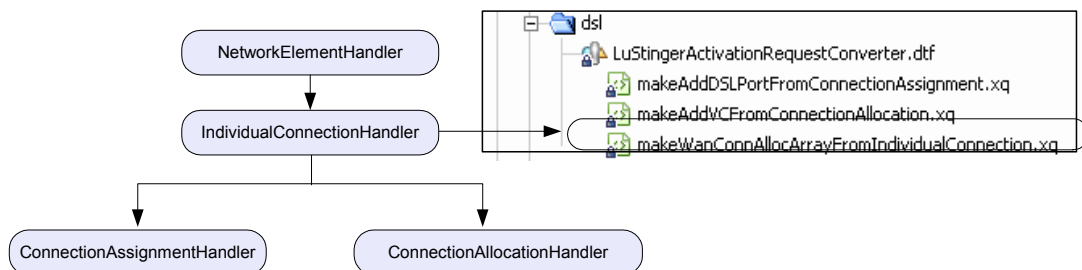 dsl
NetworkElementHandler
LuStingerActivationRequestConverter.dtf
makeAddDSLPortFromConnectionAssignment.xq
makeAddVCFromConnectionAllocation.xq
IndividualConnectionHandler
makeWanConnAllocArrayFromIndividualConnection.xq
ConnectionAssignmentHandler
ConnectionAllocationHandler